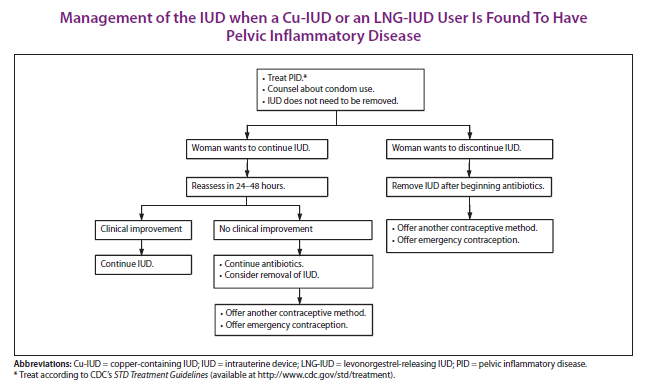 Management of the IUD when a Cu-IUD or an LNG-IUD User Is Found To Have
Pelvic Inflammatory Disease
• Treat PID.*
• Counsel about condom use.
• IUD does not need to be removed.
Woman wants to continue IUD.
Woman wants to discontinue IUD.
Reassess in 24–48 hours.
Remove IUD after beginning antibiotics.
Clinical improvement
No clinical improvement
• Offer another contraceptive method.
• Offer emergency contraception.
Continue IUD.
• Continue antibiotics.
• Consider removal of IUD.
• Offer another contraceptive method.
• Offer emergency contraception.
Abbreviations: Cu-IUD = copper-containing IUD; IUD = intrauterine device; LNG-IUD = levonorgestrel-releasing IUD; PID = pelvic inflammatory disease.
* Treat according to CDC's STD Treatment Guidelines (available at http://www.cdc.gov/std/treatment).